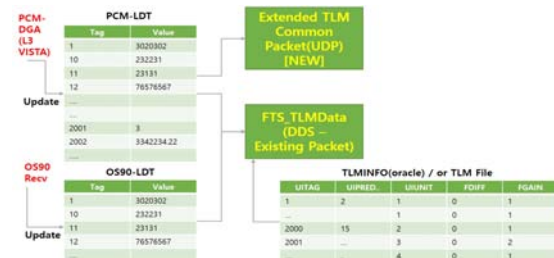 PCM-
DGA
(L3
VISTA)
Update
PCM-LDT
Tag Value
1 3020302
10 232231
11 23131
12 76576567
....
...
2001 3
2002 3342234.22
....
Extended TLM
Common
Packet(UDP)
[NEW]
FTS_TLMData
(DDS –
Existing Packet)
OS90
Recv
Update
OS90-LDT
Tag Value
1 3020302
10 232231
11 23131
12 76576567
....
TLMINFO(oracle) / or TLM File
UITAG UIPRED.. UIUNIT FDIFF FGAIN
1 2 1 0 1
... 1 0 1
2000 15 2 0 1
2001 ... 3 0 2
.... 4 0 1